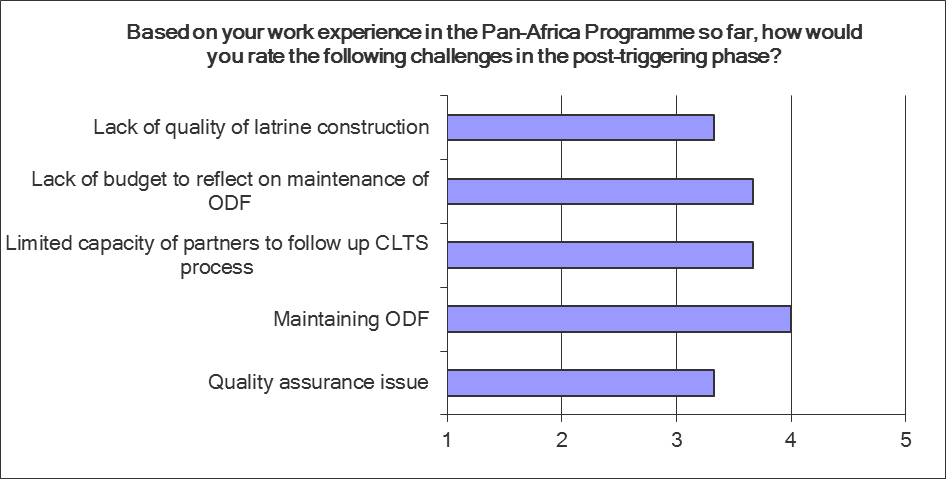 Based on your work experience in the Pan-Africa Programme so far, how would
you rate the following challenges in the post-triggering phase?
Lack of quality of latrine construction
Lack of budget to reflect on maintenance of
ODF
Limited capacity of partners to follow up CLTS
process
Maintaining ODF
Quality assurance issue
1 2 3 4 5